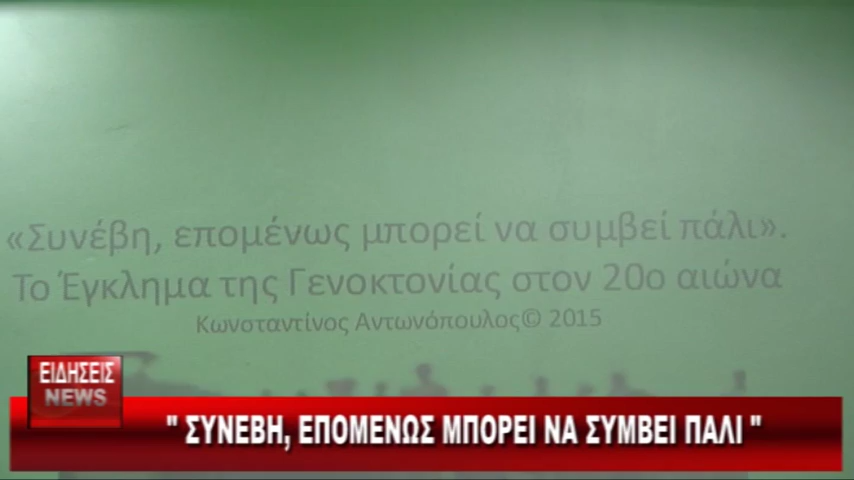 «Συνέβη, επομένως μπορεί να συμβεί πάλι».
Το Έγκλημα της Γενοκτονίας στον 20ο αιώνα
Κωνσταντίνος Αντωνόπουλος© 2015
ΕΙΔΗΣΕΙΣ
NEWS
" ΣΥΝΕΒΗ, ΕΠΟΜΕΝΩΣ ΜΠΟΡΕΙ ΝΑ ΣΥΜΒΕΙ ΠΑΛΙ "